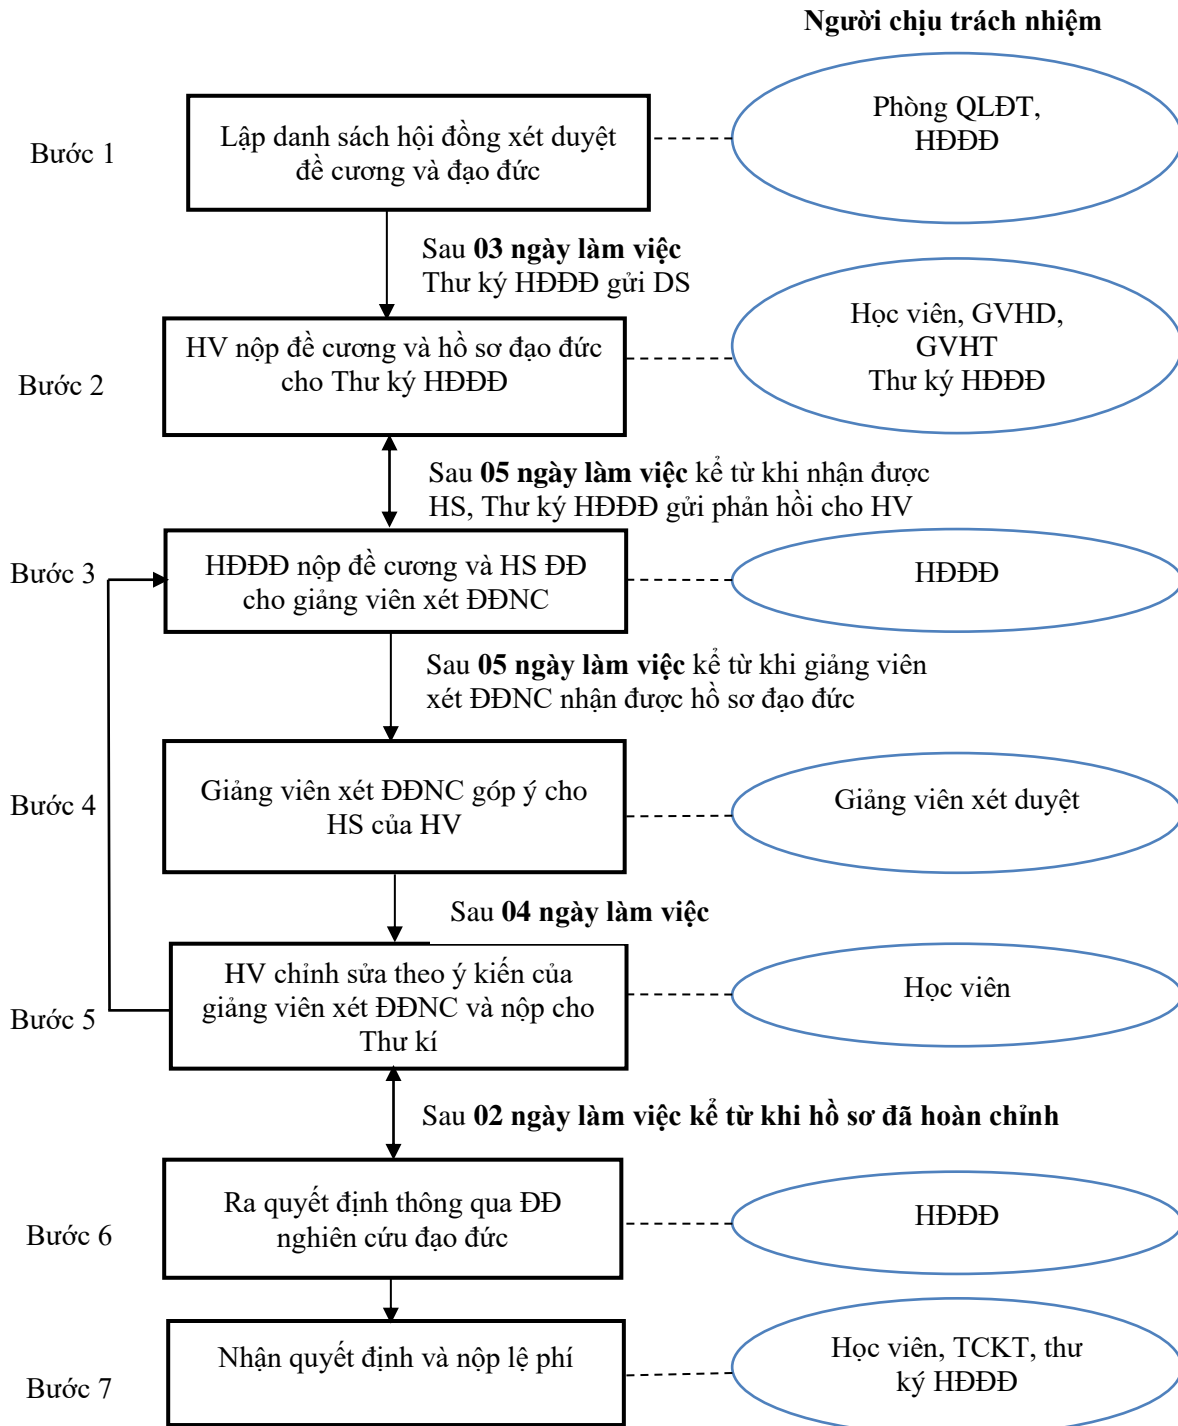 Người chịu trách nhiệm
Bước 1
Lập danh sách hội đồng xét duyệt
đề cương và đạo đức
Phòng QLĐT,
HĐĐĐ
Sau 03 ngày làm việc
Thư ký HĐĐĐ gửi DS
Bước 2
HV nộp đề cương và hồ sơ đạo đức
cho Thư ký HĐĐĐ
Học viên, GVHD,
GVHT
Thư ký HĐĐĐ
Sau 05 ngày làm việc kể từ khi nhận được
HS, Thư ký HĐĐĐ gửi phản hồi cho HV
Bước 3
HĐĐĐ nộp đề cương và HS ĐĐ
cho giảng viên xét ĐĐNC
HĐĐĐ
Sau 05 ngày làm việc kể từ khi giảng viên
xét ĐĐNC nhận được hồ sơ đạo đức
Bước 4
Giảng viên xét ĐĐNC góp ý cho
HS của HV
Giảng viên xét duyệt
Sau 04 ngày làm việc
Bước 5
HV chỉnh sửa theo ý kiến của
giảng viên xét ĐĐNC và nộp cho
Thư kí
Học viên
Sau 02 ngày làm việc kể từ khi hồ sơ đã hoàn chỉnh
Bước 6
Ra quyết định thông qua ĐĐ
nghiên cứu đạo đức
HĐĐĐ
Bước 7
Nhận quyết định và nộp lệ phí
Học viên, TCKT, thư
ký HĐĐĐ